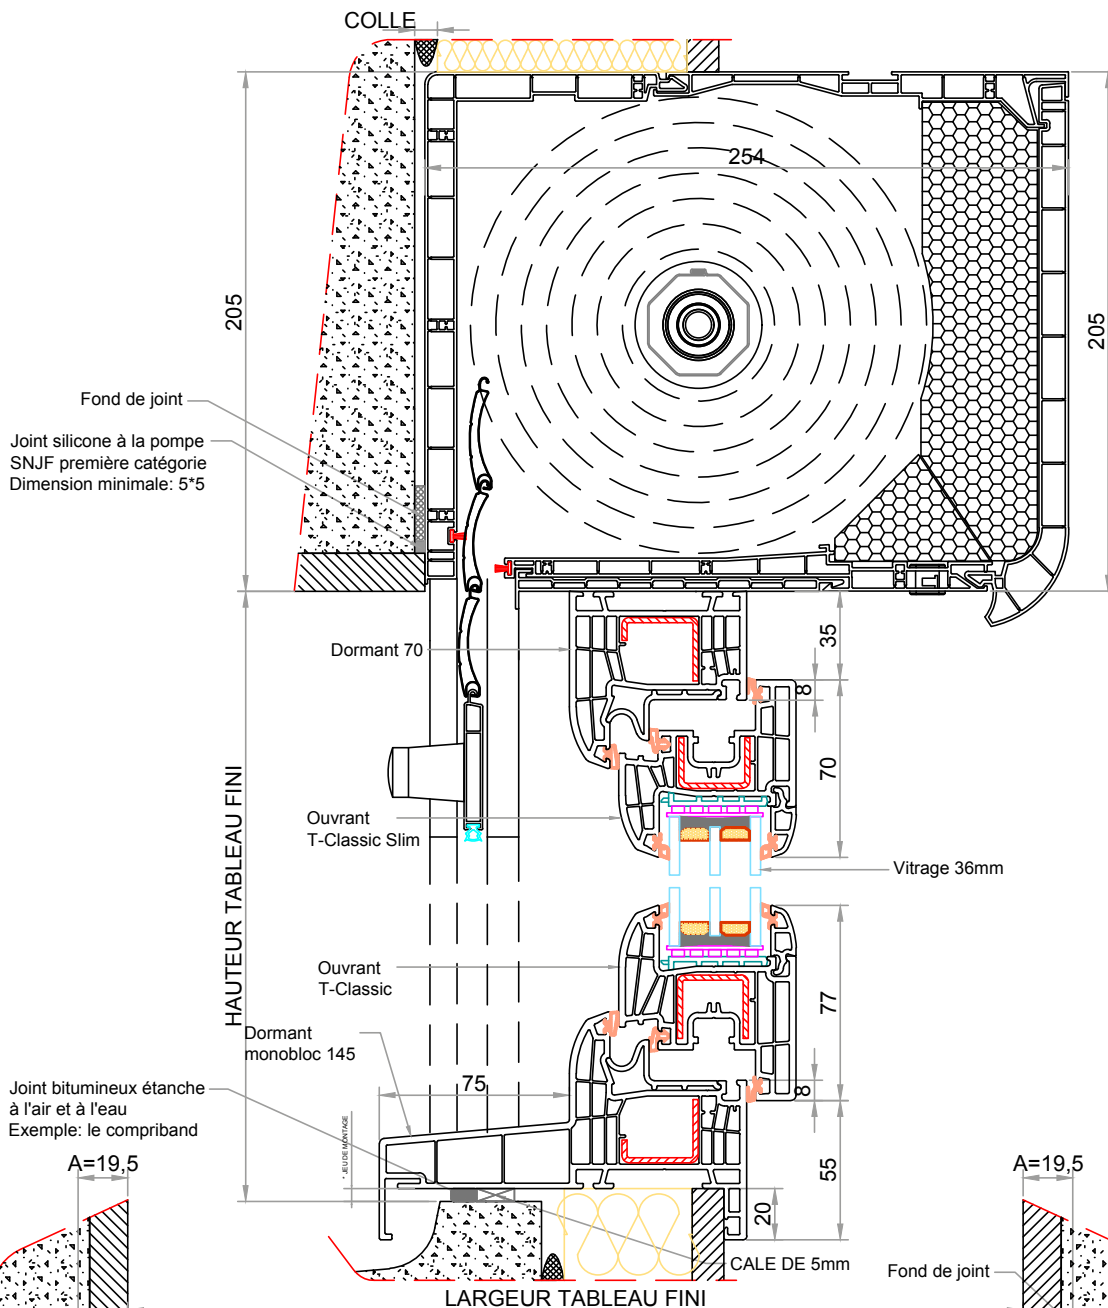 COLLE
254
205
205
Fond de joint
Joint silicone à la pompe
SNJF première catégorie
Dimension minimale: 5*5
Dormant 70
35
8
70
Ouvrant
T-Classic Slim
Vitrage 36mm
HAUTEUR TABLEAU FINI
Ouvrant
T-Classic
77
Dormant
monobloc 145
75
8
Joint bitumineux étanche
à l'air et à l'eau
Exemple: le compriband
* JEU DE MONTAGE
55
A=19,5
A=19,5
20
CALE DE 5mm
Fond de joint
LARGEUR TABLEAU FINI